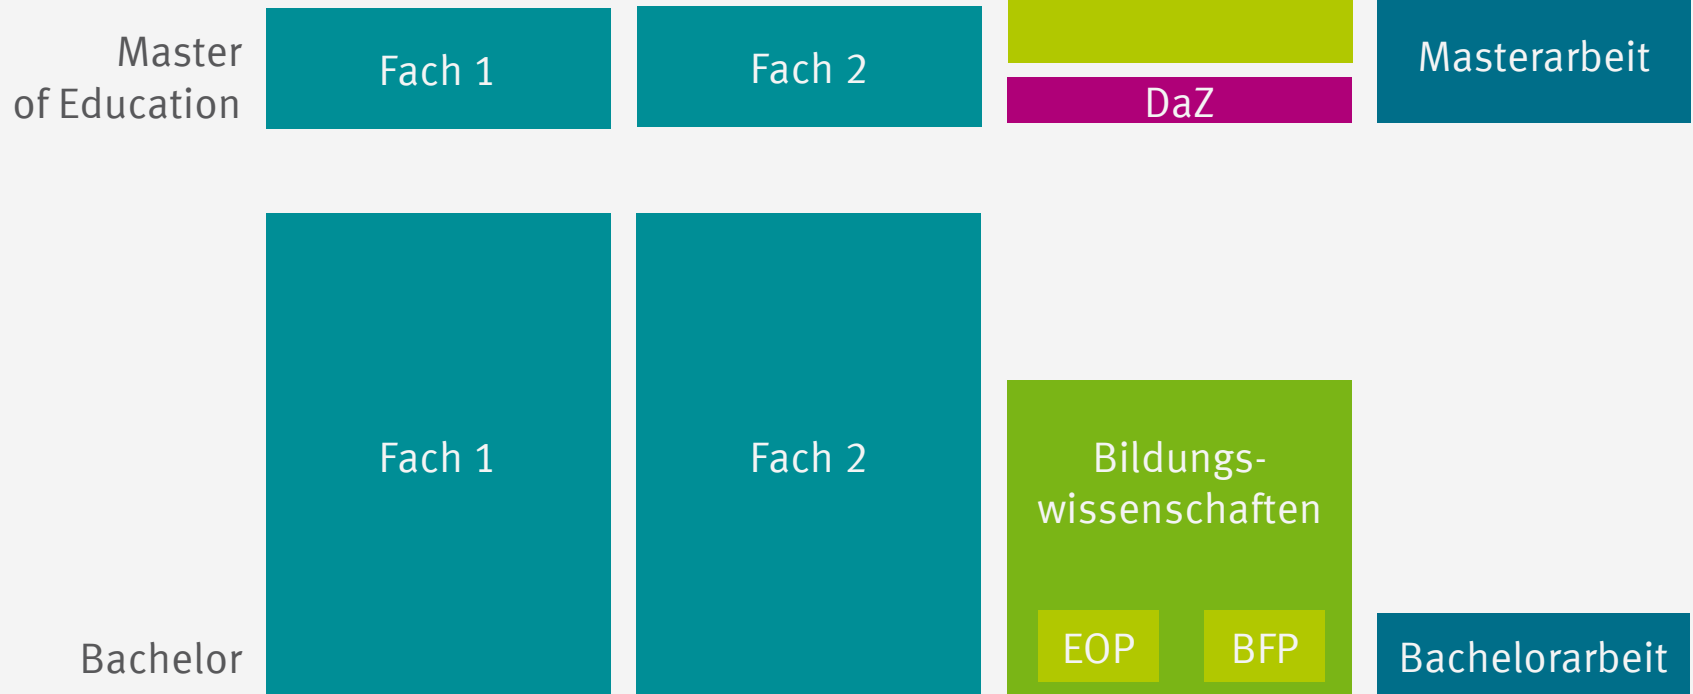 Master
of Education
Fach 1
Fach 2
DaZ
Masterarbeit
Fach 1
Fach 2
Bildungs-
wissenschaften
EOP
BFP
Bachelor
Bachelorarbeit